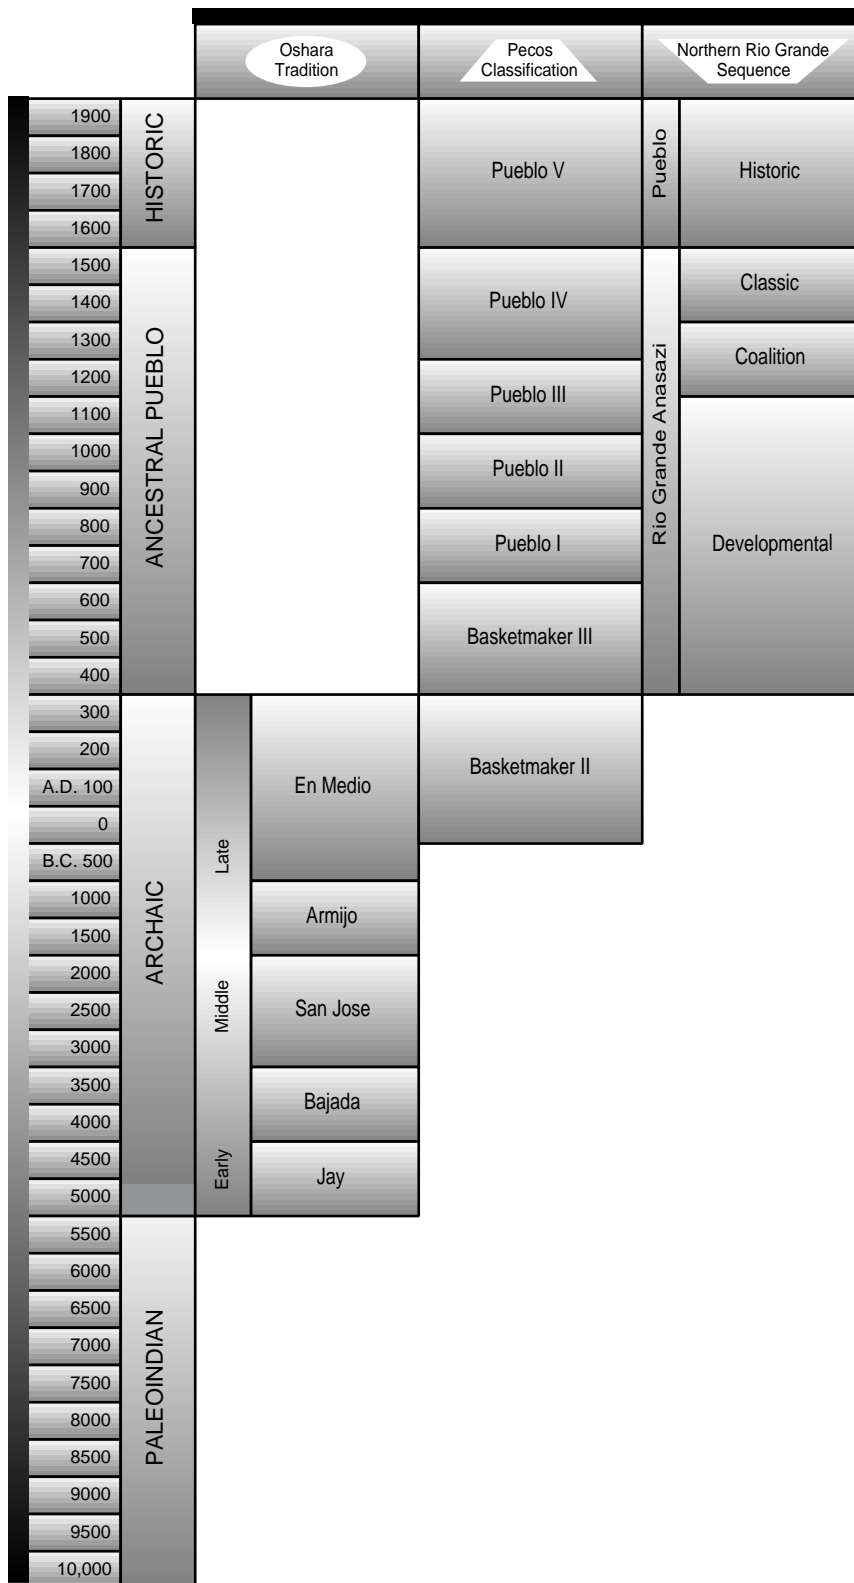 Oshara
Tradition
Pecos
Classification
Northern Rio Grande
Sequence
1900
1800
1700
1600
1500
1400
1300
1200
1100
1000
900
800
700
600
500
400
300
200
A.D. 100
0
B.C. 500
1000
1500
2000
2500
3000
3500
4000
4500
5000
5500
6000
6500
7000
7500
8000
8500
9000
9500
10,000
HISTORIC
ANCESTRAL PUEBLO
ARCHAIC
PALEOINDIAN
Late
Middle
Early
En Medio
Armijo
San Jose
Bajada
Jay
Pueblo V
Pueblo IV
Pueblo III
Pueblo II
Pueblo I
Basketmaker III
Basketmaker II
Pueblo
Rio Grande Anasazi
Historic
Classic
Coalition
Developmental